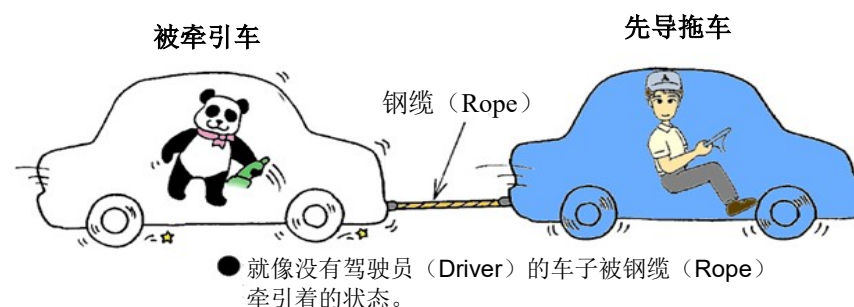 被牵引车
先导拖车
钢缆（Rope）
A
● 就像没有驾驶员（Driver）的车子被钢缆（Rope）
牵引着的状态。